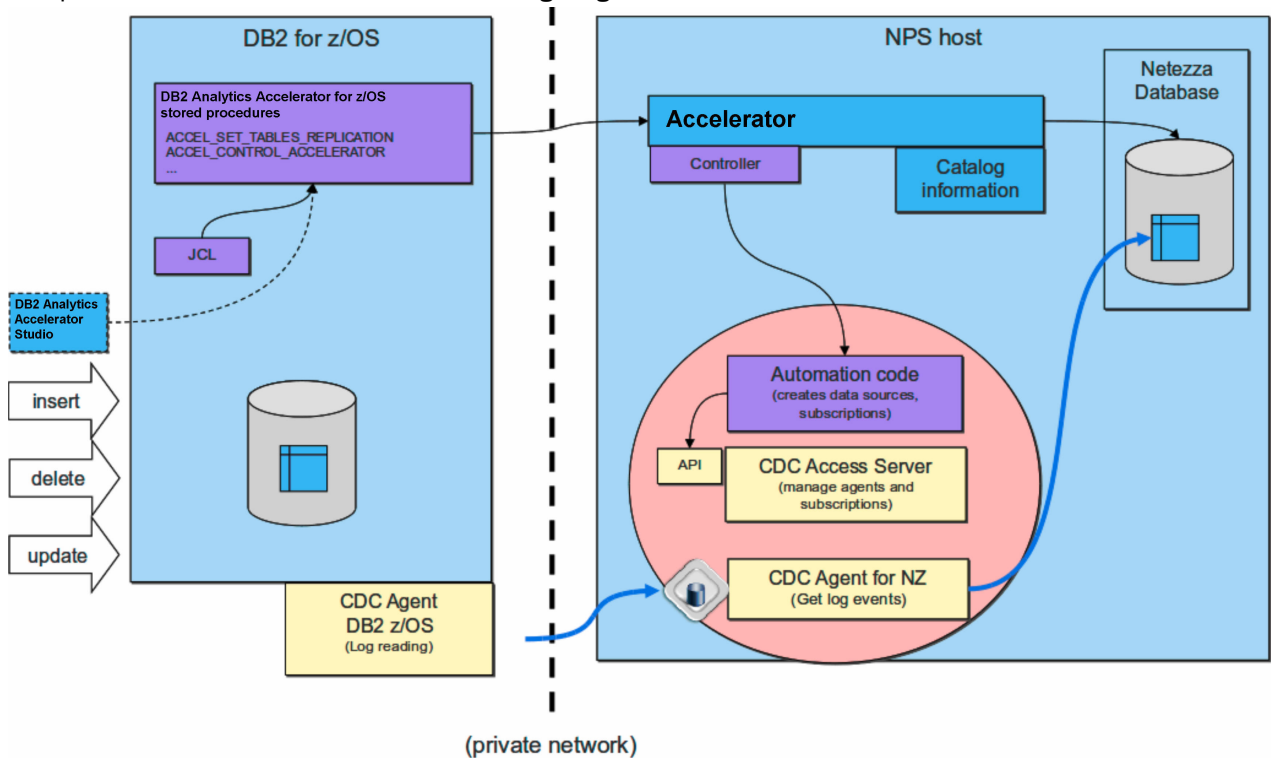 DB2 for z/OS
DB2 Analytics Accelerator for z/OS
stored procedures
ACCEL_SET_TABLES_REPLICATION
ACCEL_CONTROL_ACCELERATOR
...
JCL
DB2 Analytics
Accelerator
Studio
insert
delete
update
CDC Agent
DB2 z/OS
(Log reading)
(private network)
NPS host
Accelerator
Controller
Catalog
information
Netezza
Database
Automation code
(creates data sources,
subscriptions)
API
CDC Access Server
(manage agents and
subscriptions)
CDC Agent for NZ
(Get log events)